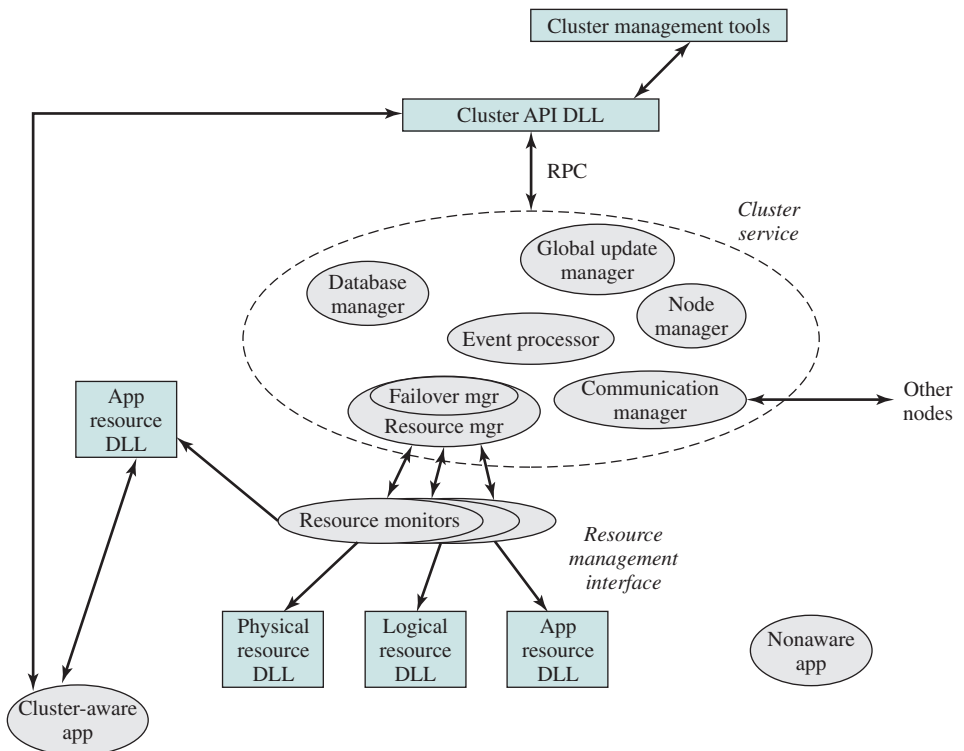 Cluster management tools
Cluster API DLL
RPC
Cluster
service
Global update
manager
Database
manager
Node
manager
Event processor
Communication
manager
Other
nodes
Failover mgr
Resource mgr
App
resource
DLL
Resource monitors
Resource
management
interface
Physical
resource
DLL
Logical
resource
DLL
App
resource
DLL
Nonaware
app
Cluster-aware
app